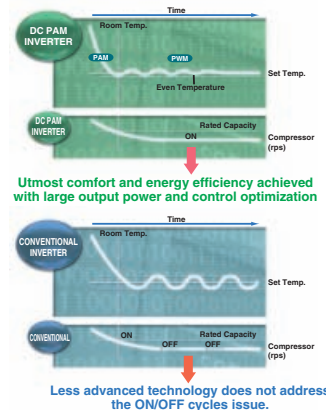 Time
DC PAM
INVERTER
Room Temp.
PAM
PWM
Set Temp.
Even Temperature
DC PAM
INVERTER
Rated Capacity
ON
Compressor
(rps)
Utmost comfort and energy efficiency achieved
with large output power and control optimization
Time
CONVENTIONAL
INVERTER
Room Temp.
Set Temp.
CONVENTIONAL
ON
Rated Capacity
OFF
OFF
Compressor
(rps)
Less advanced technology does not address
the ON/OFF cycles issue.